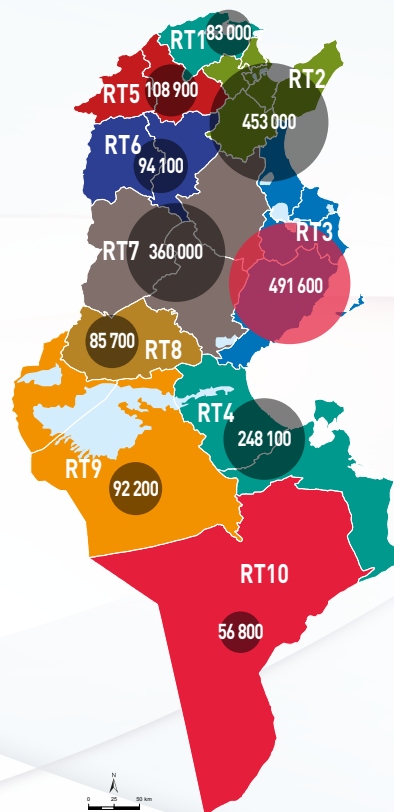 RT1
83 000
RT2
RT5
108 900
453 000
RT6
94 100
RT3
RT7
360 000
491 600
85 700
RT8
RT4
248 100
RT9
92 200
RT10
56 800
N
0 25 50 km